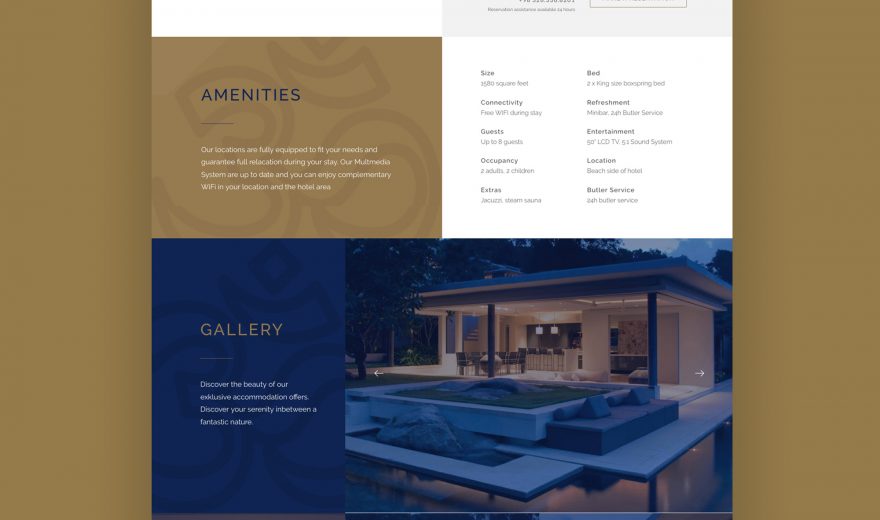 Reservation assistance available 24 hours
AMENITIES
Our locations are fully equipped to fit your needs and
guarantee full relacation during your stay. Our Multmedia
System are up to date and you can enjoy complementary
WiFi in your location and the hotel area
Size
1580 square feet
Bed
2 x King size boxspring bed
Connectivity
Free WIFI during stay
Refreshment
Minibar, 24h Butler Service
Guests
Up to 8 guests
Entertainment
50" LCD TV, 5.1 Sound System
Occupancy
2 adults, 2 children
Location
Beach side of hotel
Extras
Jacuzzi, steam sauna
Butler Service
24h butler service
GALLERY
Discover the beauty of our
exklusive accommodation offers.
Discover your serenity inbetween a
fantastic nature.